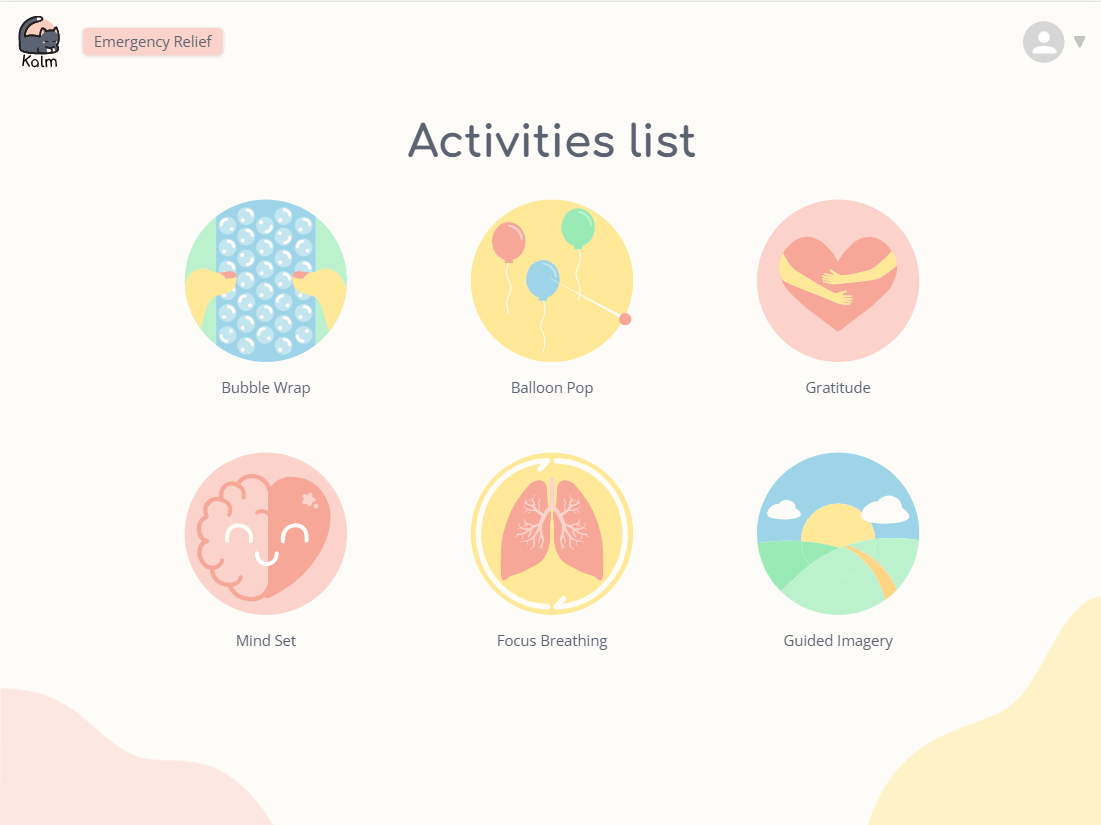 Kalm
Emergency Relief
Activities list
Bubble Wrap
Balloon Pop
Gratitude
Mind Set
Focus Breathing
Guided Imagery